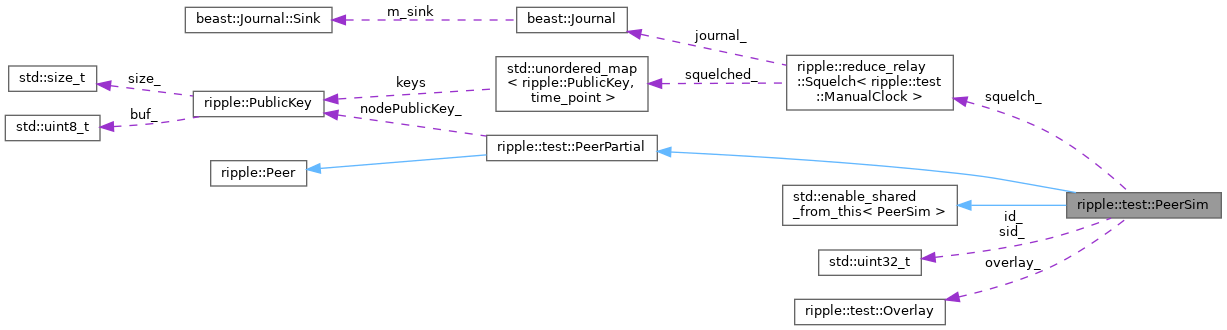 beast::Journal::Sink
m_sink
beast::Journal
journal_
std::size_t
size_
ripple::PublicKey
keys
std::unordered_map
< ripple::PublicKey,
time_point >
squelched_
ripple::reduce_relay
::Squelch< ripple::test
::ManualClock >
squelch_
std::uint8_t
buf_
nodePublicKey_
ripple::test::PeerPartial
ripple::Peer
std::enable_shared
_from_this< PeerSim >
ripple::test::PeerSim
id_
sid_
std::uint32_t
overlay_
ripple::test::Overlay